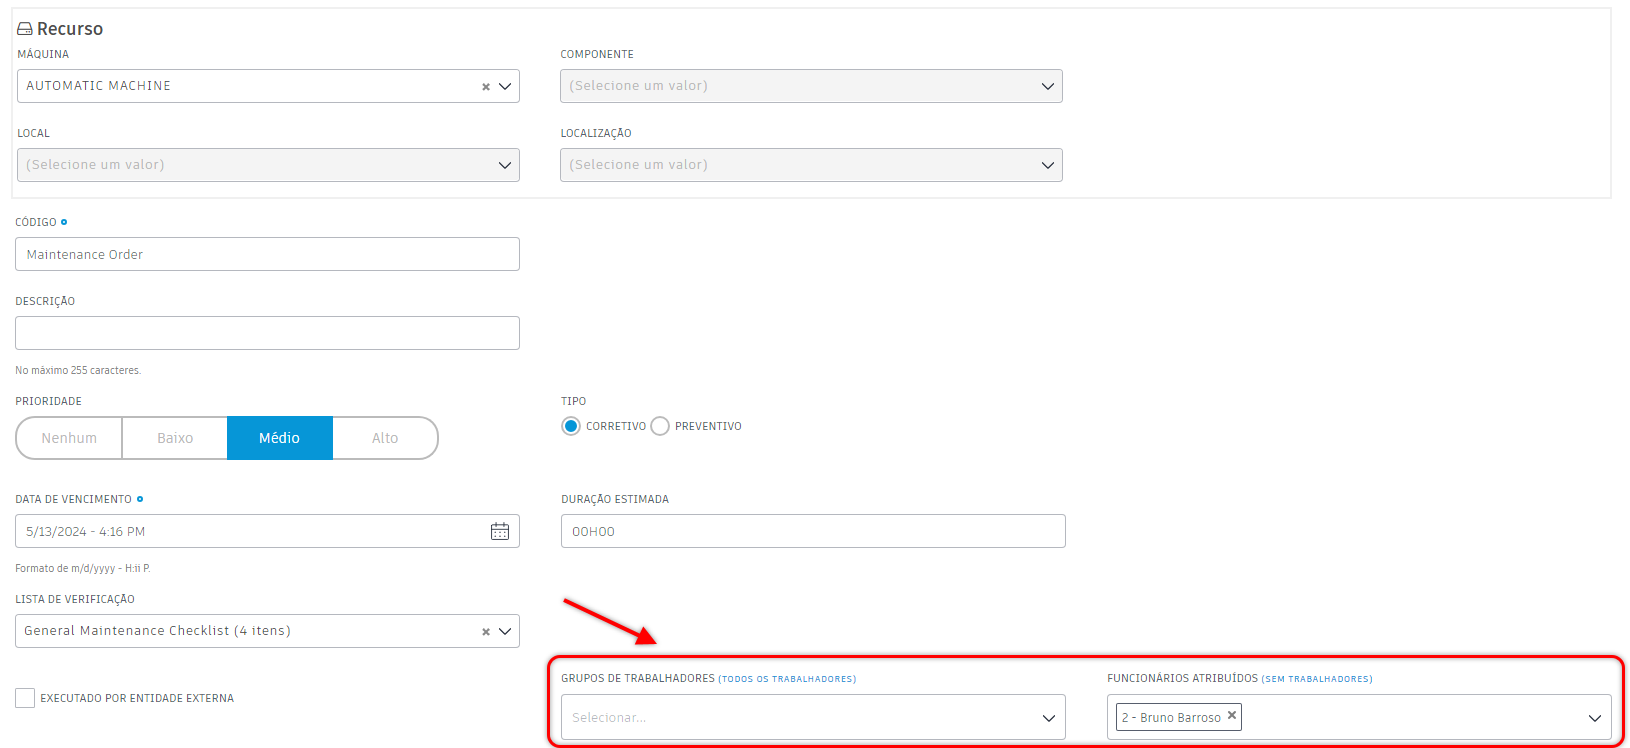 Recurso
MÁQUINA
COMPONENTE
AUTOMATIC MACHINE
(Selecione um valor)
LOCAL
LOCALIZAÇÃO
(Selecione um valor)
(Selecione um valor)
CÓDIGO
Maintenance Order
DESCRIÇÃO
No máximo 255 caracteres.
PRIORIDADE
TIPO
Nenhum Baixo Médio Alto
CORRETIVO PREVENTIVO
DATA DE VENCIMENTO
DURAÇÃO ESTIMADA
5/13/2024 - 4:16 PM
00H00
Formato de m/d/yyyy - H:ii P.
LISTA DE VERIFICAÇÃO
General Maintenance Checklist (4 itens)
EXECUTADO POR ENTIDADE EXTERNA
GRUPOS DE TRABALHADORES (TODOS OS TRABALHADORES)
FUNCIONÁRIOS ATRIBUÍDOS (SEM TRABALHADORES)
Selecionar...
2 - Bruno Barroso